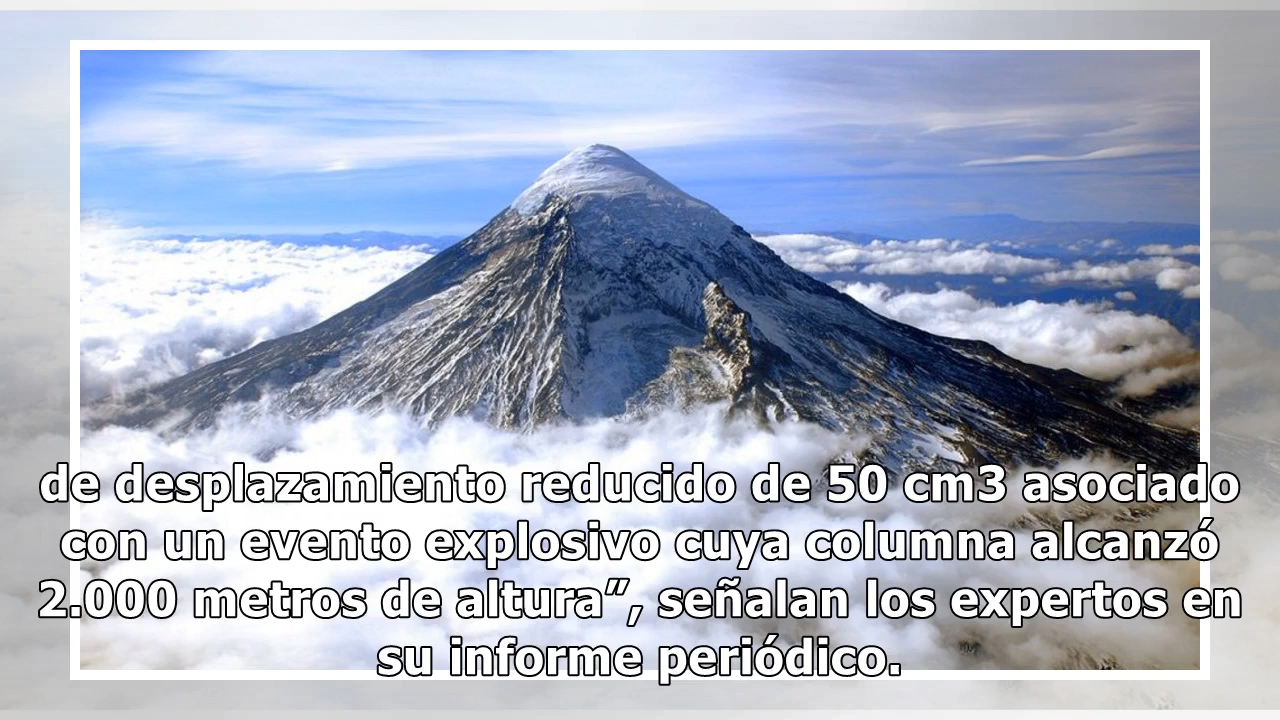 de desplazamiento reducido de 50 cm3 asociado
con un evento explosivo cuya columna alcanzó
2.000 metros de altura”, señalan los expertos en
su informe periódico.